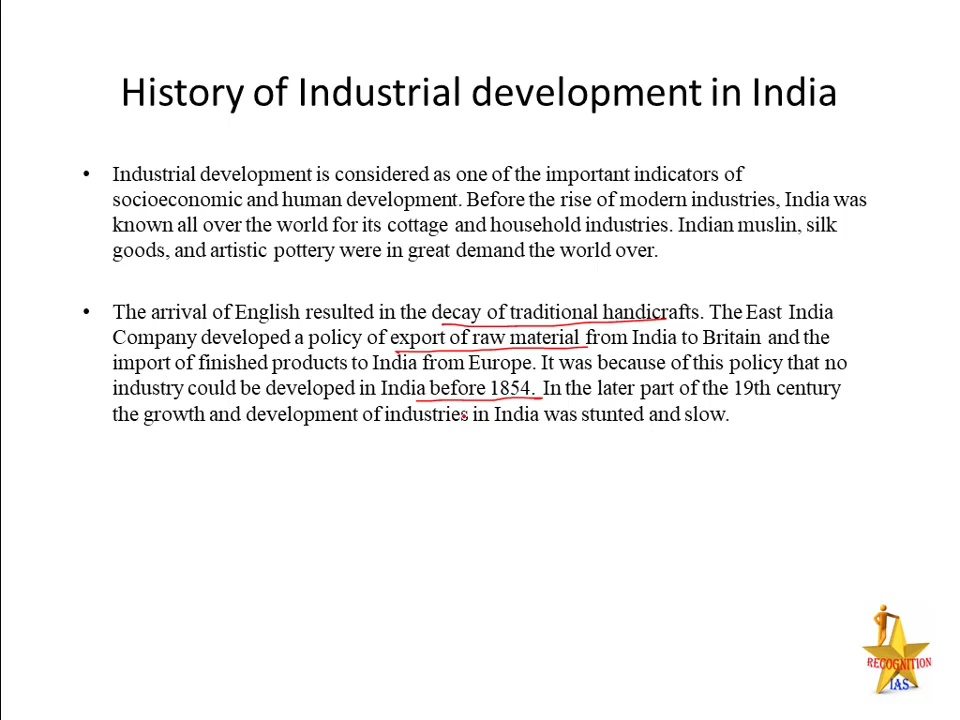 History of Industrial development in India
• Industrial development is considered as one of the important indicators of
socioeconomic and human development. Before the rise of modern industries, India was
known all over the world for its cottage and household industries. Indian muslin, silk
goods, and artistic pottery were in great demand the world over.
• The arrival of English resulted in the decay of traditional handicrafts. The East India
Company developed a policy of export of raw material from India to Britain and the
import of finished products to India from Europe. It was because of this policy that no
industry could be developed in India before 1854. In the later part of the 19th century
the growth and development of industries in India was stunted and slow.
RECOGNITION
IAS